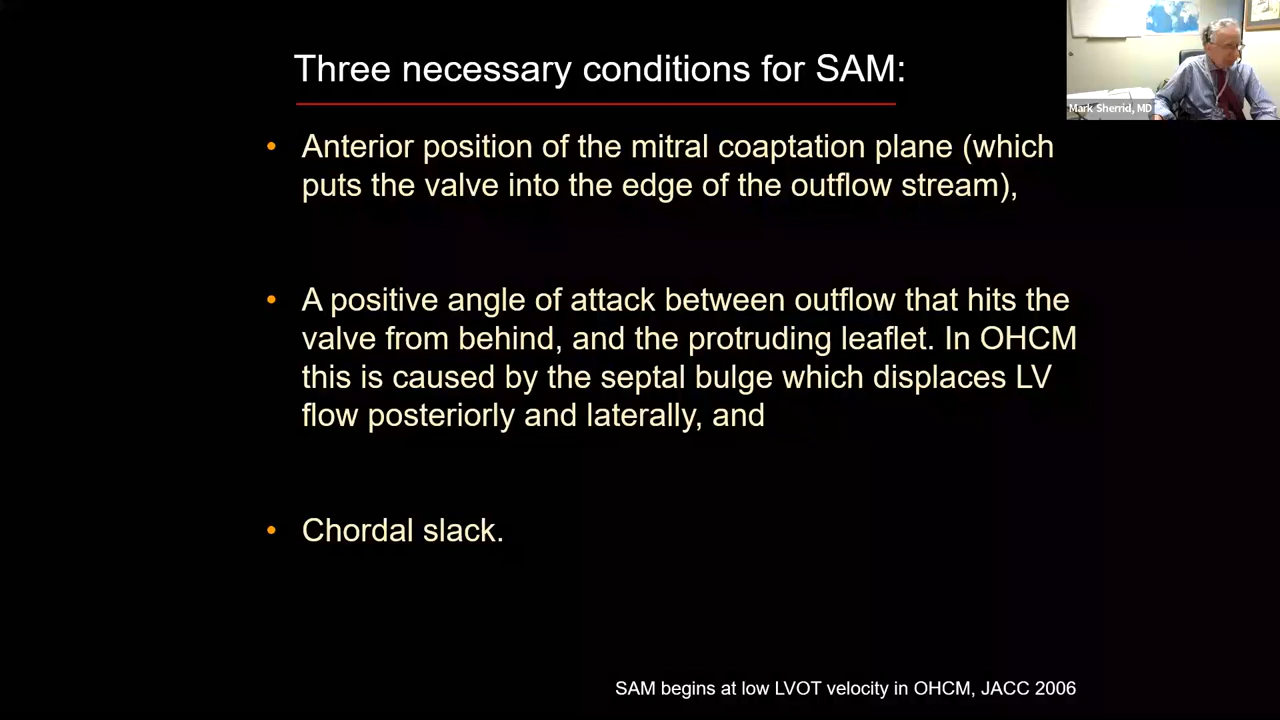 Three necessary conditions for SAM:
Mark Sherrid, MD
• Anterior position of the mitral coaptation plane (which
puts the valve into the edge of the outflow stream),
• A positive angle of attack between outflow that hits the
valve from behind, and the protruding leaflet. In OHCM
this is caused by the septal bulge which displaces LV
flow posteriorly and laterally, and
• Chordal slack.
SAM begins at low LVOT velocity in OHCM, JACC 2006